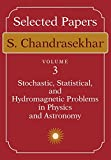 Selected Papers
S. Chandrasekhar
VOLUME
3
Stochastic, Statistical, and
Hydromagnetic Problems
in Physics
and Astronomy